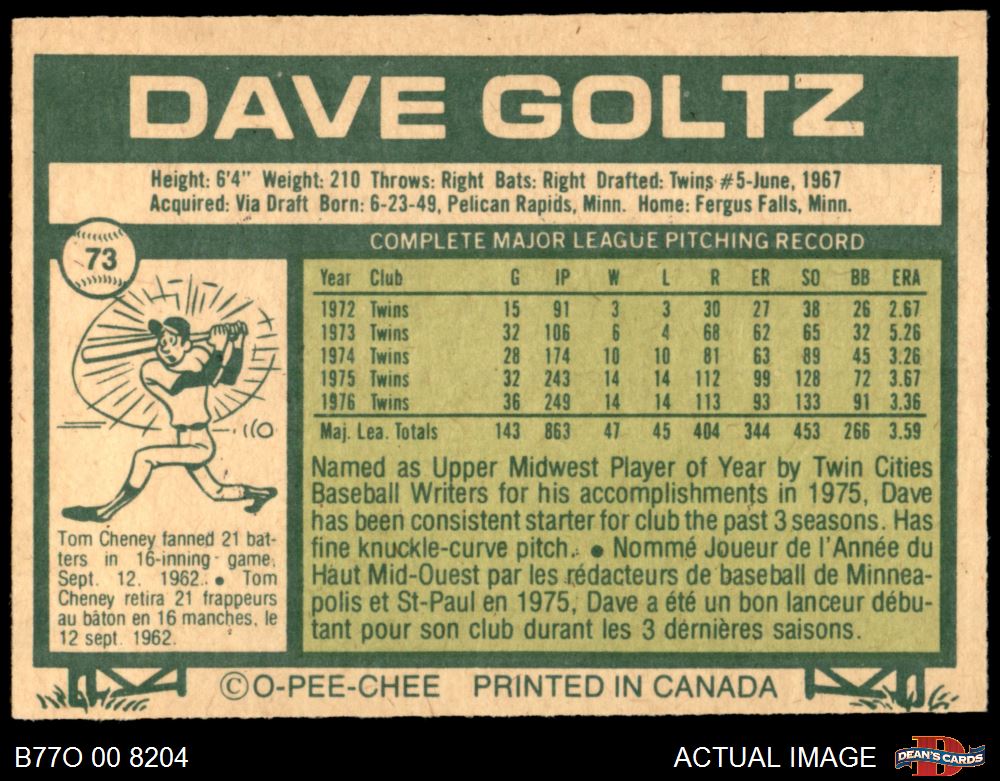 DAVE GOLTZ
Height: 6'4" Weight: 210 Throws: Right Bats: Right Drafted: Twins #5-June, 1967
Acquired: Via Draft Born: 6-23-49, Pelican Rapids, Minn. Home: Fergus Falls, Minn.
73
COMPLETE MAJOR LEAGUE PITCHING RECORD
Year Club G IP W L R ER SO BB ERA
1972 Twins 15 91 3 3 30 27 38 26 2.67
1973 Twins 32 106 6 4 68 62 65 32 5.26
1974 Twins 28 174 10 10 81 63 89 45 3.26
1975 Twins 32 243 14 14 112 99 128 72 3.67
1976 Twins 36 249 14 14 113 93 133 91 3.36
Maj. Lea. Totals 143 863 47 45 404 344 453 266 3.59
Named as Upper Midwest Player of Year by Twin Cities
Baseball Writers for his accomplishments in 1975, Dave
has been consistent starter for club the past 3 seasons. Has
fine knuckle-curve pitch. ● Nommé Joueur de l'Année du
Haut Mid-Ouest par les rédacteurs de baseball de Minnea-
polis et St-Paul en 1975, Dave a été un bon lanceur débu-
tant pour son club durant les 3 dernières saisons.
Tom Cheney fanned 21 bat-
ters in 16-inning game,
Sept. 12, 1962. ● Tom
Cheney retira 21 frappeurs
au bâton en 16 manches, le
12 sept. 1962.
©O-PEE-CHEE PRINTED IN CANADA
B77O 00 8204
ACTUAL IMAGE
DEAN'S CARDS